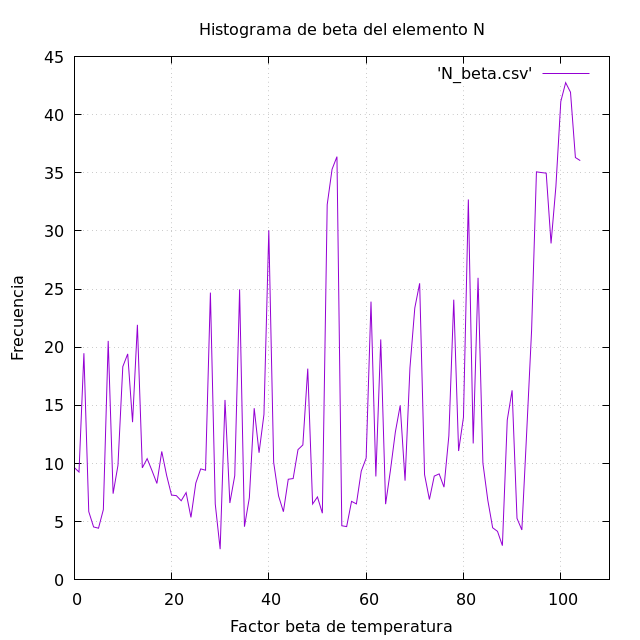 Histograma de beta del elemento N
'N_beta.csv'
45
40
35
30
25
20
15
10
5
0
Frecuencia
0 20 40 60 80 100
Factor beta de temperatura